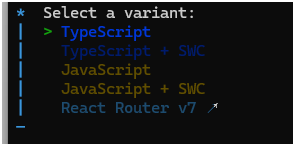 * Select a variant:
| > TypeScript
| TypeScript + SWC
| JavaScript
| JavaScript + SWC
| React Router v7 ↗
—